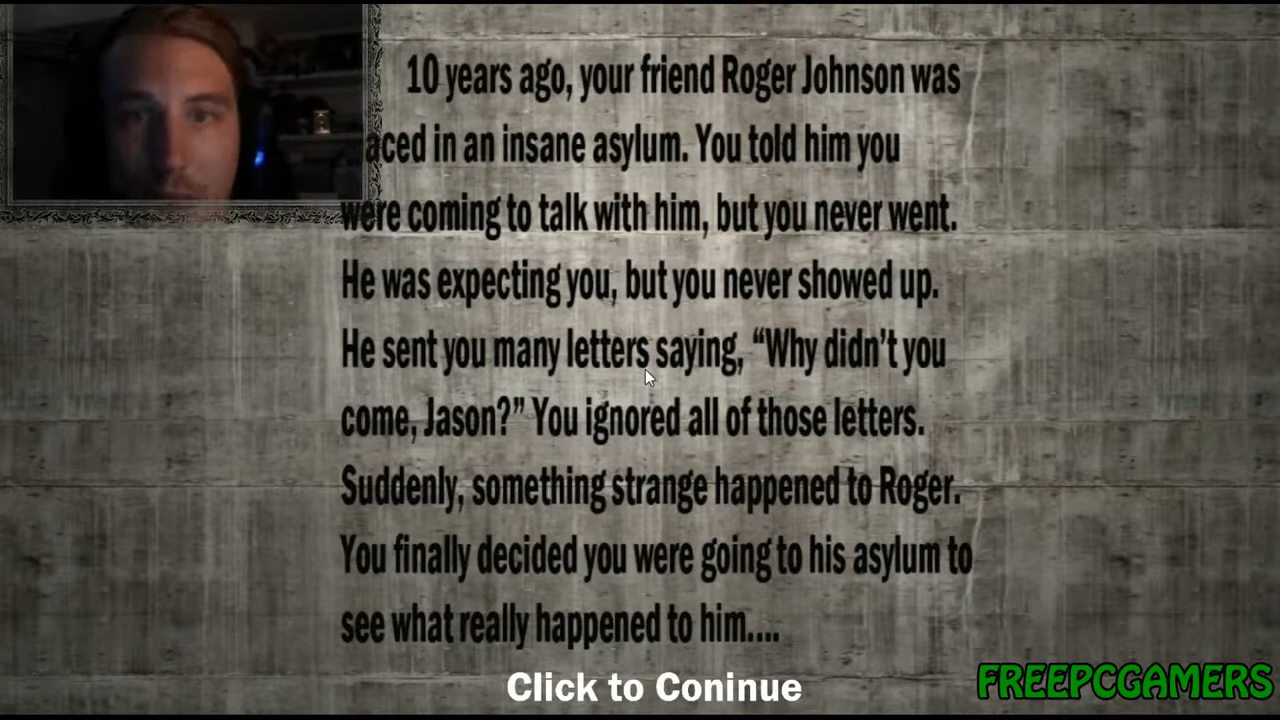 10 years ago, your friend Roger Johnson was
aced in an insane asylum. You told him you
were coming to talk with him, but you never went.
He was expecting you, but you never showed up.
He sent you many letters saying, “Why didn’t you
come, Jason?” You ignored all of those letters.
Suddenly, something strange happened to Roger.
You finally decided you were going to his asylum to
see what really happened to him....
Click to Coninue
FREEPCGAMERS